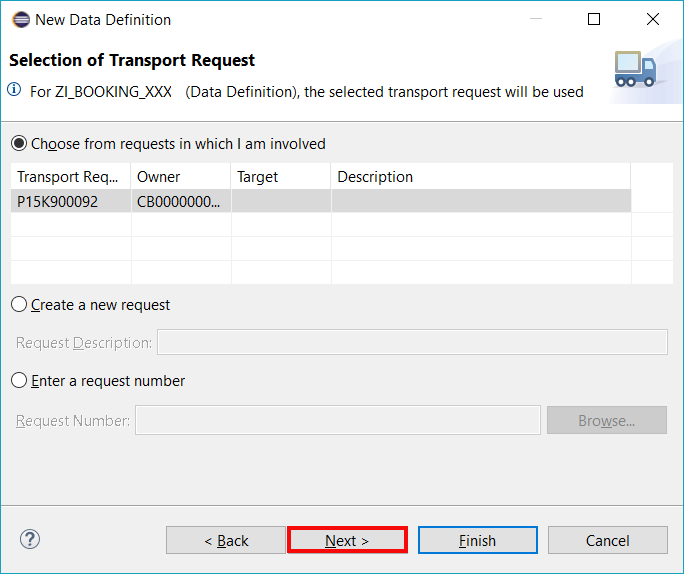 New Data Definition
Selection of Transport Request
For ZI_BOOKING_XXX (Data Definition), the selected transport request will be used
Choose from requests in which I am involved
Transport Req... Owner Target Description
P15K900092 CB0000000...
Create a new request
Request Description:
Enter a request number
Request Number: Browse...
< Back Next > Finish Cancel